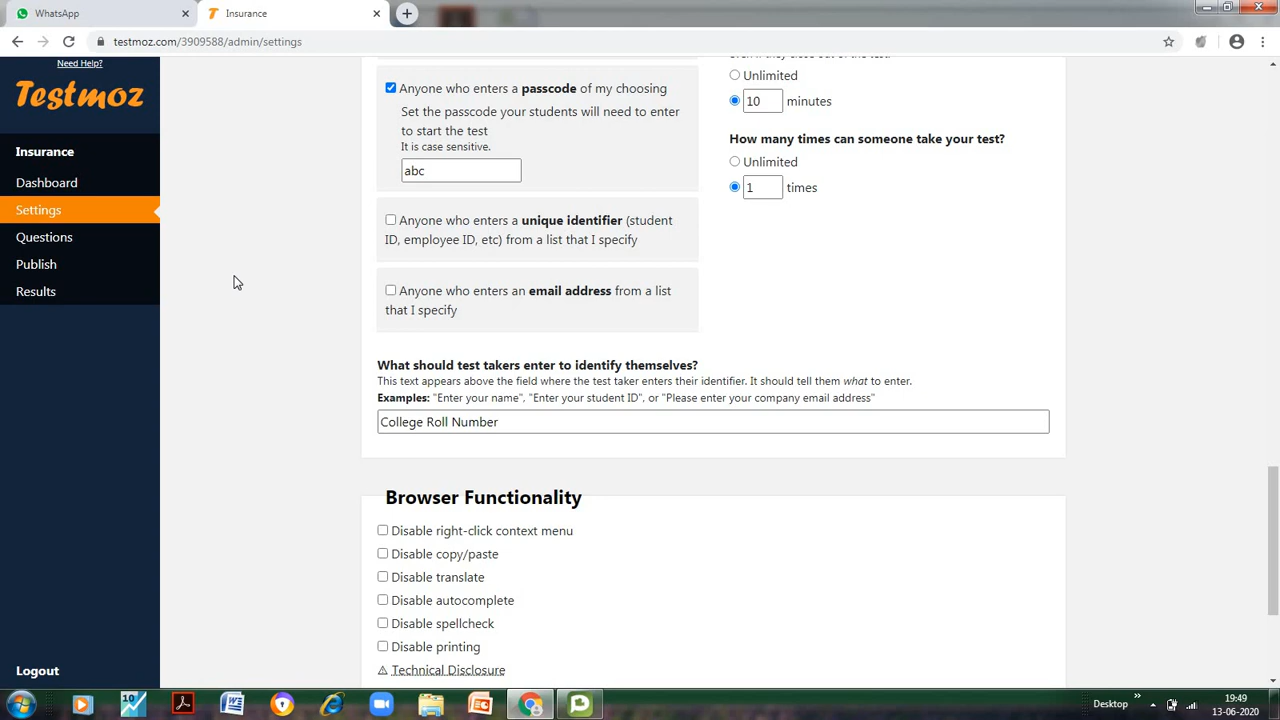 WhatsApp
Insurance
testmoz.com/3909588/admin/settings
Need Help?
Testmoz
Insurance
Dashboard
Settings
Questions
Publish
Results
Logout
Anyone who enters a passcode of my choosing
Set the passcode your students will need to enter
to start the test
It is case sensitive.
abc
Anyone who enters a unique identifier (student
ID, employee ID, etc) from a list that I specify
Anyone who enters an email address from a list
that I specify
Unlimited
10 minutes
How many times can someone take your test?
Unlimited
1 times
What should test takers enter to identify themselves?
This text appears above the field where the test taker enters their identifier. It should tell them what to enter.
Examples: "Enter your name", "Enter your student ID", or "Please enter your company email address"
College Roll Number
Browser Functionality
Disable right-click context menu
Disable copy/paste
Disable translate
Disable autocomplete
Disable spellcheck
Disable printing
Technical Disclosure
Desktop
19:49
13-06-2020